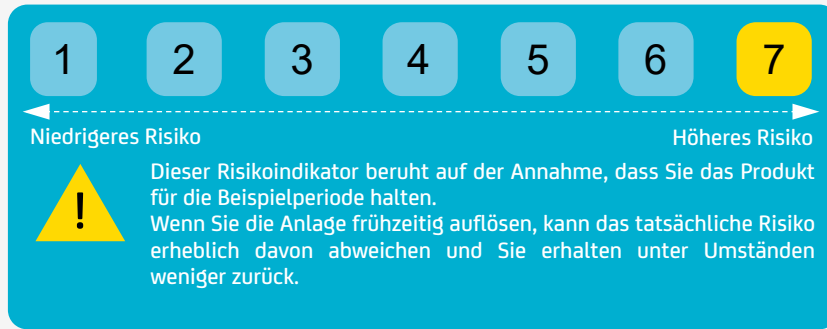 1 2 3 4 5 6 7
Niedrigeres Risiko Höheres Risiko
Dieser Risikoindikator beruht auf der Annahme, dass Sie das Produkt
für die Beispielperiode halten.
Wenn Sie die Anlage frühzeitig auflösen, kann das tatsächliche Risiko
erheblich davon abweichen und Sie erhalten unter Umständen
weniger zurück.
!